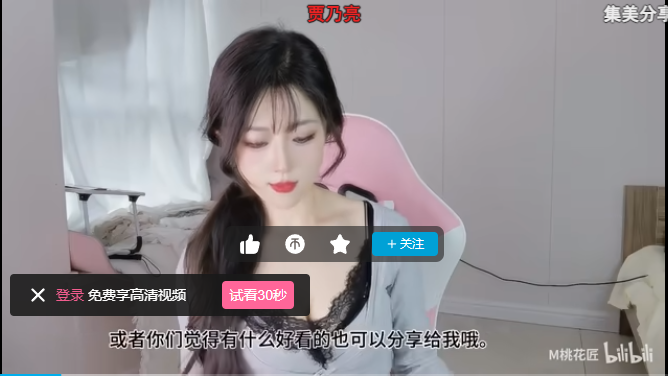 贾乃亮
集美分享
+ 关注
登录 免费享高清视频
试看30秒
或者你们觉得有什么好看的也可以分享给我哦。
M桃花匠 bilibili